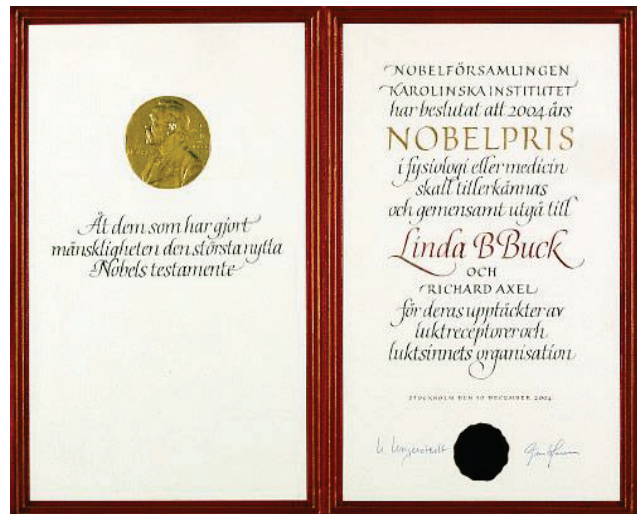 Åt dem som har gjort
mänskligheten den största nytta
Nobels testamente
NOBELFÖRSAMLINGEN
KAROLINSKA INSTITUTET
har beslutat att 2004 års
NOBELPRIS
i fysiologi eller medicin
skall tillerkännas
och gemensamt utgå till
Linda B Buck
OCH
RICHARD AXEL
för deras upptäckter av
luktreceptorer och
luktsinnets organisation
STOCKHOLM DEN 10 DECEMBER 2004
U Ungerstedt